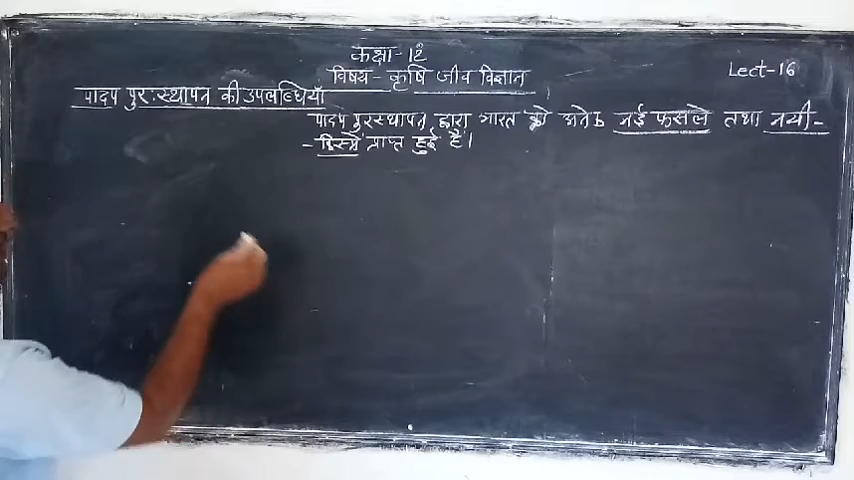 कक्षा - 12
विषय - कृषि जीव विज्ञान
Lect-16
पादप पुर:स्थापन की उपलब्धियाँ
पादप पुरस्थापन द्वारा भारत को अनेक नई फसले तथा नयी -
- किस्मे प्राप्त हुई है।